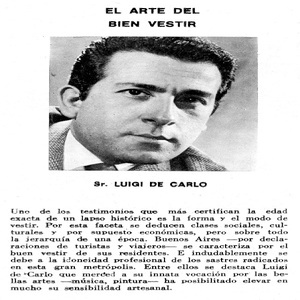 EL ARTE DEL
BIEN VESTIR
Sr. LUIGI DE CARLO
Uno de los testimonios que más certifican la edad
exacta de un lapso histórico es la forma y el modo de
vestir. Por esta faceta se deducen clases sociales, cul-
turales y por supuesto económicas, pero sobre todo
la jerarquía de una época. Buenos Aires —por decla-
raciones de turistas y viajeros— se caracteriza por el
buen vestir de sus residentes. E indudablemente se
debe a la idoneidad profesional de los sastres radicados
en esta gran metrópolis. Entre ellos se destaca Luigi
de Carlo que merced a su innata vocación por las be-
llas artes —música, pintura— ha posibilitado elevar en
mucho su sensibilidad artesanal.